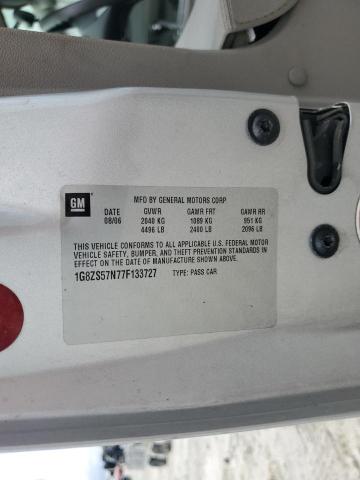 GM
MFD BY GENERAL MOTORS CORP
DATE GVWR GAWR FRT GAWR RR
08/06 2040 KG 1089 KG 951 KG
4496 LB 2400 LB 2096 LB
THIS VEHICLE CONFORMS TO ALL APPLICABLE U.S. FEDERAL MOTOR
VEHICLE SAFETY, BUMPER, AND THEFT PREVENTION STANDARDS IN
EFFECT ON THE DATE OF MANUFACTURE SHOWN ABOVE.
1G8ZS57N77F133727 TYPE: PASS CAR